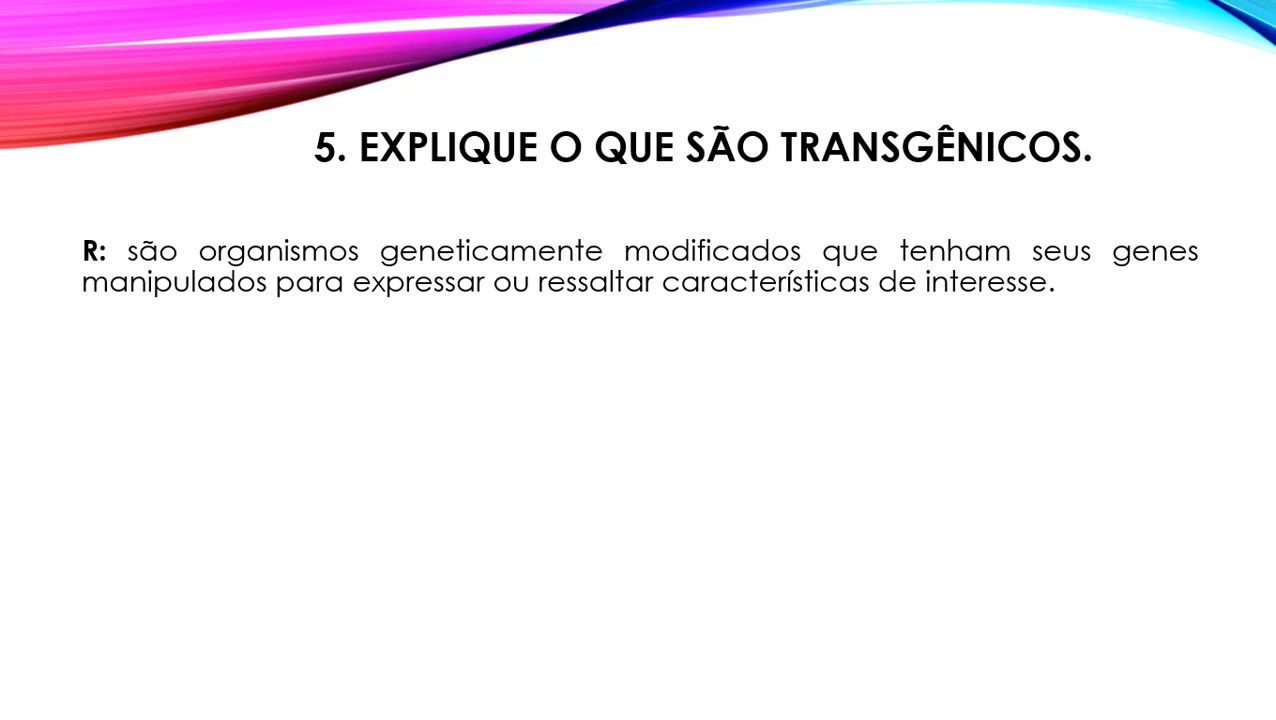 5. EXPLIQUE O QUE SÃO TRANSGÊNICOS.
R: são organismos geneticamente modificados que tenham seus genes
manipulados para expressar ou ressaltar características de interesse.